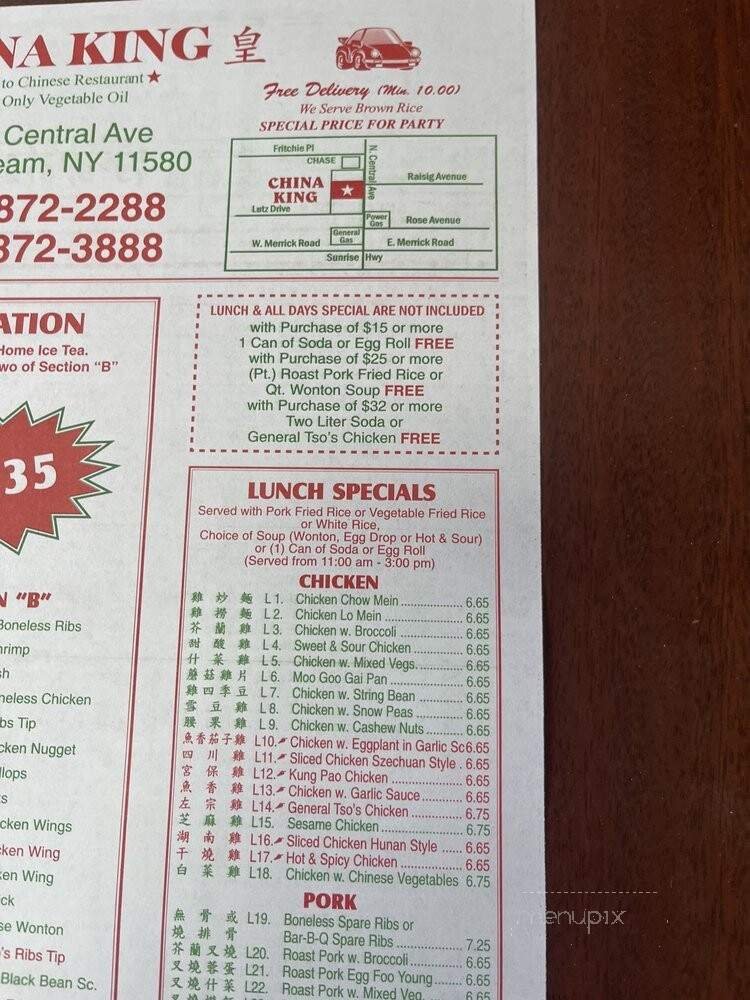 NA KING 皇
to Chinese Restaurant
Only Vegetable Oil
Central Ave
eam, NY 11580
872-2288
872-3888
Free Delivery (Min. 10.00)
We Serve Brown Rice
SPECIAL PRICE FOR PARTY
Fritchie Pl
CHASE
N. Central Ave
Raisig Avenue
CHINA
KING
Lutz Drive
Power
Gas
Rose Avenue
General
Gas
W. Merrick Road
E. Merrick Road
Sunrise Hwy
ATION
Home Ice Tea.
wo of Section "B"
35
N "B"
Boneless Ribs
hrimp
sh
neless Chicken
bs Tip
cken Nugget
llops
s
cken Wings
ken Wing
en Wing
ck
se Wonton
's Ribs Tip
Black Bean Sc.
LUNCH & ALL DAYS SPECIAL ARE NOT INCLUDED
with Purchase of $15 or more
1 Can of Soda or Egg Roll FREE
with Purchase of $25 or more
(Pt.) Roast Pork Fried Rice or
Qt. Wonton Soup FREE
with Purchase of $32 or more
Two Liter Soda or
General Tso's Chicken FREE
LUNCH SPECIALS
Served with Pork Fried Rice or Vegetable Fried Rice
or White Rice,
Choice of Soup (Wonton, Egg Drop or Hot & Sour)
or (1) Can of Soda or Egg Roll
(Served from 11:00 am - 3:00 pm)
CHICKEN
雞炒麵 L 1. Chicken Chow Mein 6.65
雞撈麵 L 2. Chicken Lo Mein 6.65
芥蘭雞 L 3. Chicken w. Broccoli 6.65
甜酸雞 L 4. Sweet & Sour Chicken 6.65
什菜雞 L 5. Chicken w. Mixed Vegs. 6.65
蘑菇雞片 L 6. Moo Goo Gai Pan 6.65
雞四季豆 L 7. Chicken w. String Bean 6.65
雪豆雞 L 8. Chicken w. Snow Peas 6.65
腰果雞 L 9. Chicken w. Cashew Nuts 6.65
魚香茄子雞 L10. Chicken w. Eggplant in Garlic Sc 6.65
四川雞 L11. Sliced Chicken Szechuan Style . 6.65
宮保雞 L12. Kung Pao Chicken 6.65
魚香雞 L13. Chicken w. Garlic Sauce 6.65
左宗雞 L14. General Tso's Chicken 6.75
芝麻雞 L15. Sesame Chicken 6.75
湖南雞 L16. Sliced Chicken Hunan Style 6.65
干燒雞 L17. Hot & Spicy Chicken 6.65
白菜雞 L18. Chicken w. Chinese Vegetables 6.75
PORK
無骨或 L19. Boneless Spare Ribs or
燒排骨 Bar-B-Q Spare Ribs 7.25
芥蘭叉燒 L20. Roast Pork w. Broccoli 6.65
叉燒蓉蛋 L21. Roast Pork Egg Foo Young 6.65
叉燒什菜 L22. Roast Pork w. Mixed Veg. 6.65
menupix